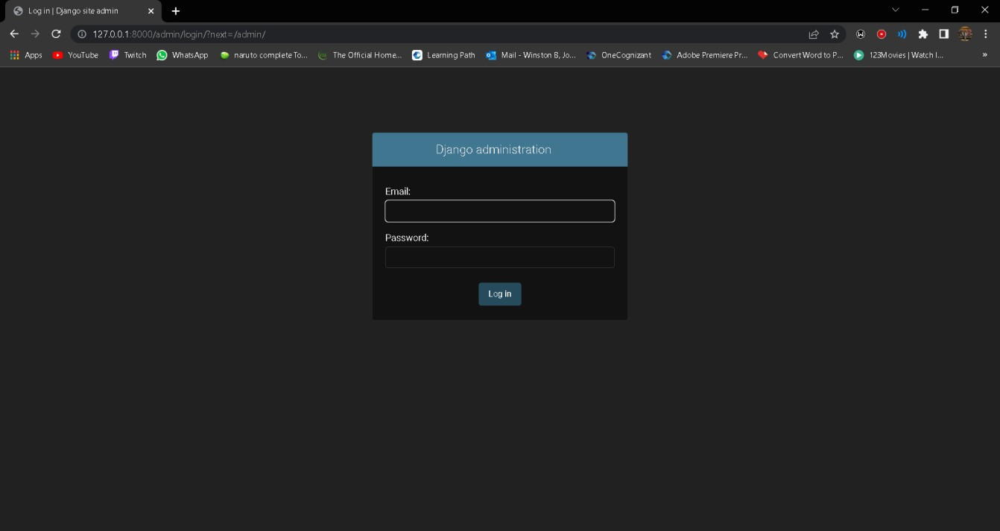 Log in | Django site admin
127.0.0.1:8000/admin/login/?next=/admin/
Apps YouTube Twitch WhatsApp naruto complete To... The Official Home... Learning Path Mail - Winston B, Jo... OneCognizant Adobe Premiere Pr... Convert Word to P... 123Movies | Watch I... »
Django administration
Email:
Password:
Log in